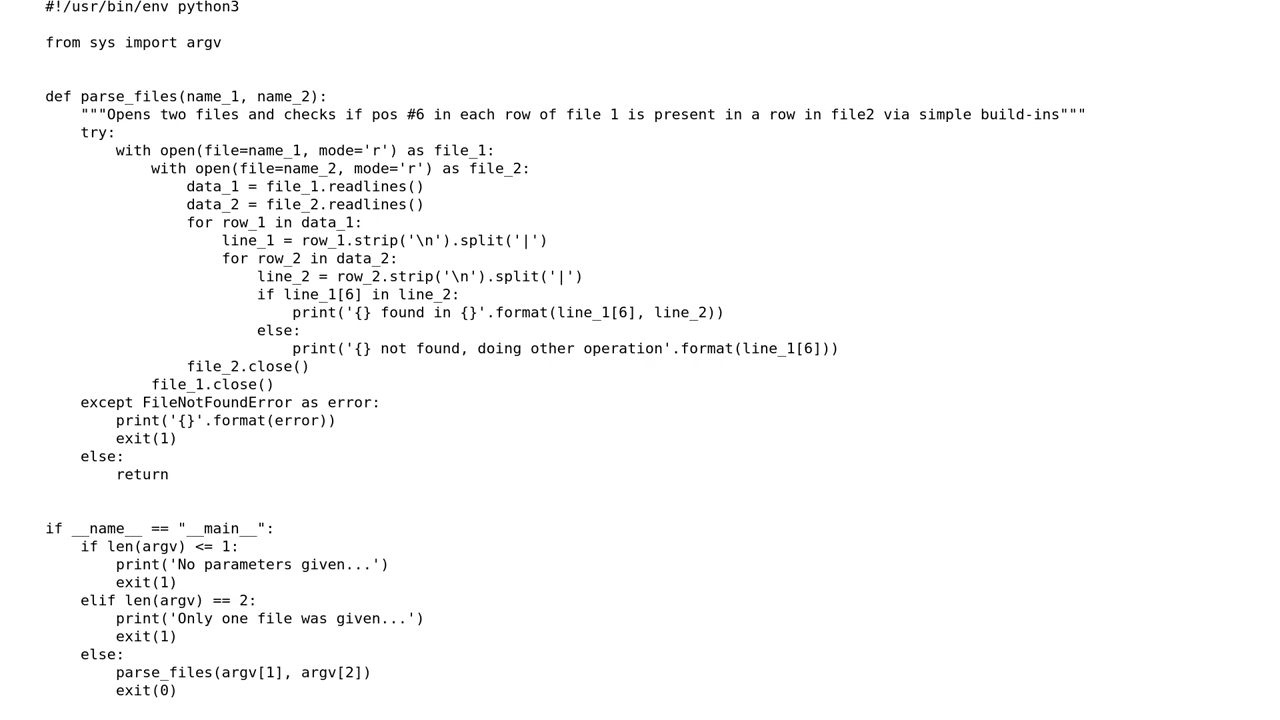 #!/usr/bin/env python3

from sys import argv


def parse_files(name_1, name_2):
    """Opens two files and checks if pos #6 in each row of file 1 is present in a row in file2 via simple build-ins"""
    try:
        with open(file=name_1, mode='r') as file_1:
            with open(file=name_2, mode='r') as file_2:
                data_1 = file_1.readlines()
                data_2 = file_2.readlines()
                for row_1 in data_1:
                    line_1 = row_1.strip('\n').split('|')
                    for row_2 in data_2:
                        line_2 = row_2.strip('\n').split('|')
                        if line_1[6] in line_2:
                            print('{} found in {}'.format(line_1[6], line_2))
                        else:
                            print('{} not found, doing other operation'.format(line_1[6]))
                file_2.close()
            file_1.close()
    except FileNotFoundError as error:
        print('{}'.format(error))
        exit(1)
    else:
        return


if __name__ == "__main__":
    if len(argv) <= 1:
        print('No parameters given...')
        exit(1)
    elif len(argv) == 2:
        print('Only one file was given...')
        exit(1)
    else:
        parse_files(argv[1], argv[2])
        exit(0)